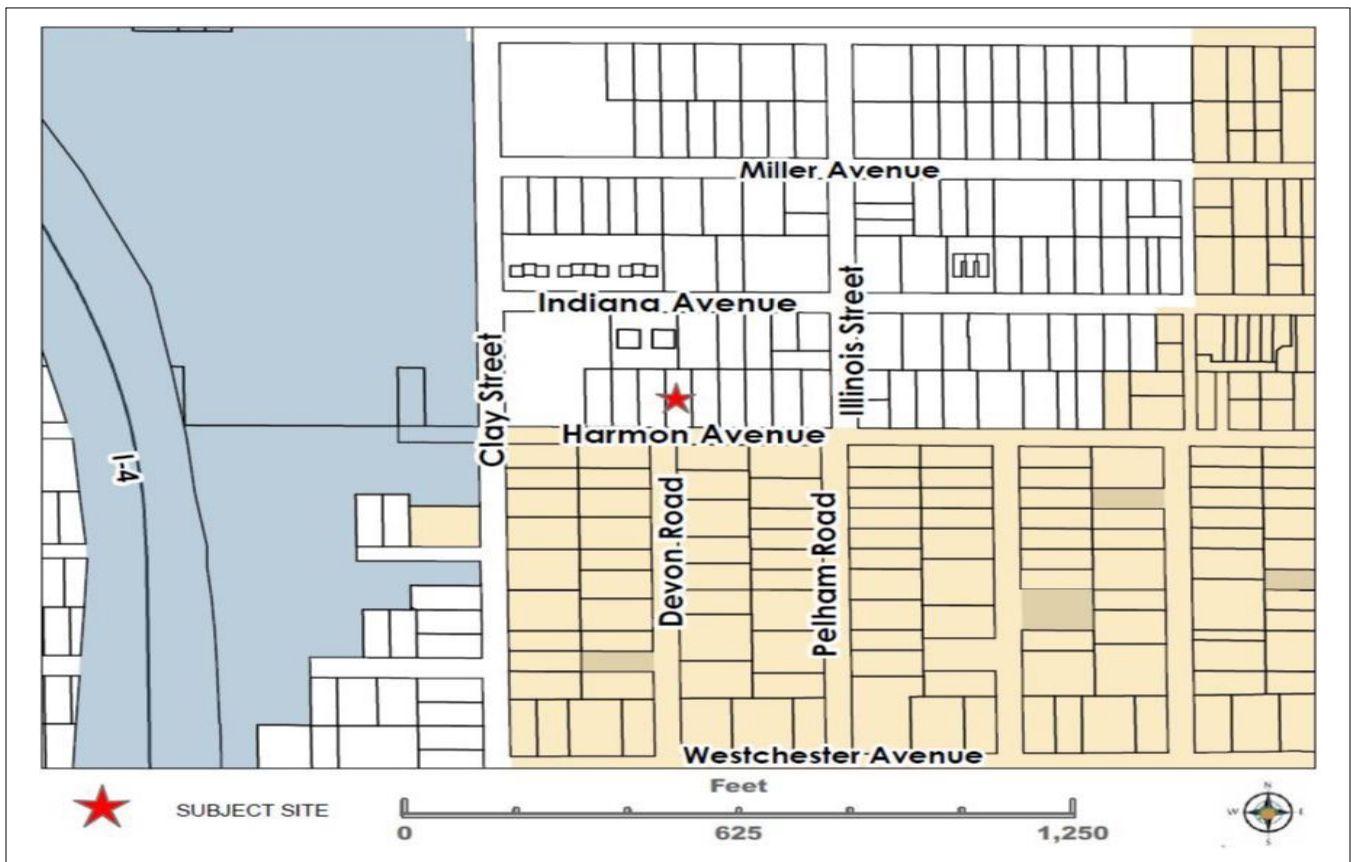 Miller Avenue
Indiana Avenue
Illinois Street
Clay Street
Harmon Avenue
I-4
Devon Road
Pelham Road
Westchester Avenue
SUBJECT SITE
Feet
0 625 1,250
N
W E
S